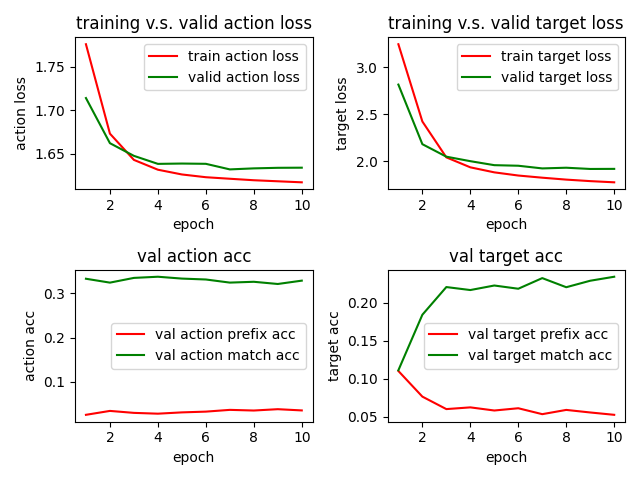 training v.s. valid action loss
action loss
1.75
1.70
1.65
train action loss
valid action loss
2 4 6 8 10
epoch
training v.s. valid target loss
target loss
3.0
2.5
2.0
train target loss
valid target loss
2 4 6 8 10
epoch
val action acc
action acc
0.3
0.2
0.1
val action prefix acc
val action match acc
2 4 6 8 10
epoch
val target acc
target acc
0.20
0.15
0.10
0.05
val target prefix acc
val target match acc
2 4 6 8 10
epoch